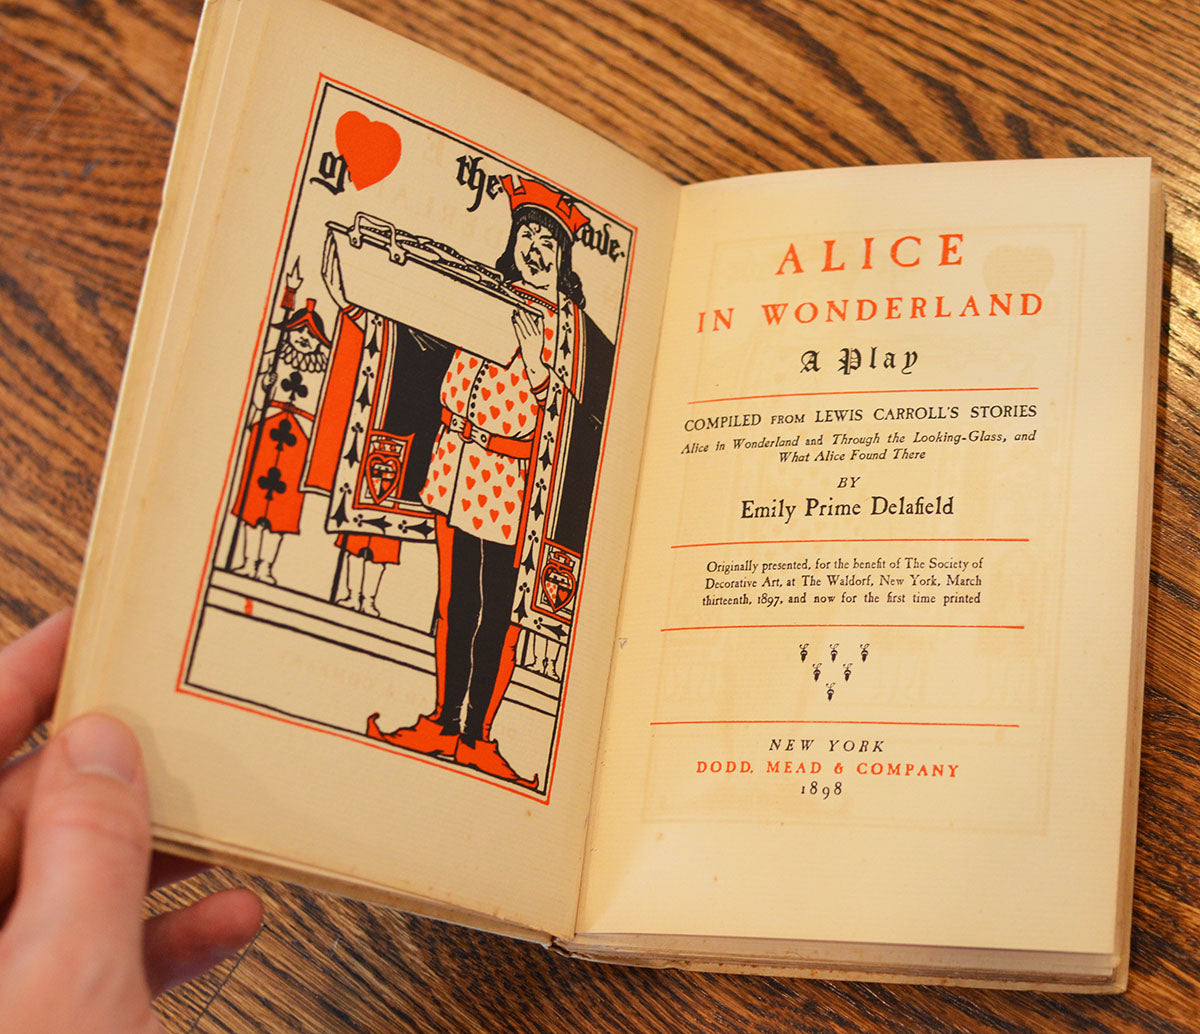 the
ALICE
IN WONDERLAND
A Play
COMPILED FROM LEWIS CARROLL'S STORIES
Alice in Wonderland and Through the Looking-Glass, and
What Alice Found There
BY
Emily Prime Delafield
Originally presented, for the benefit of The Society of
Decorative Art, at The Waldorf, New York, March
thirteenth, 1897, and now for the first time printed
NEW YORK
DODD, MEAD & COMPANY
1898